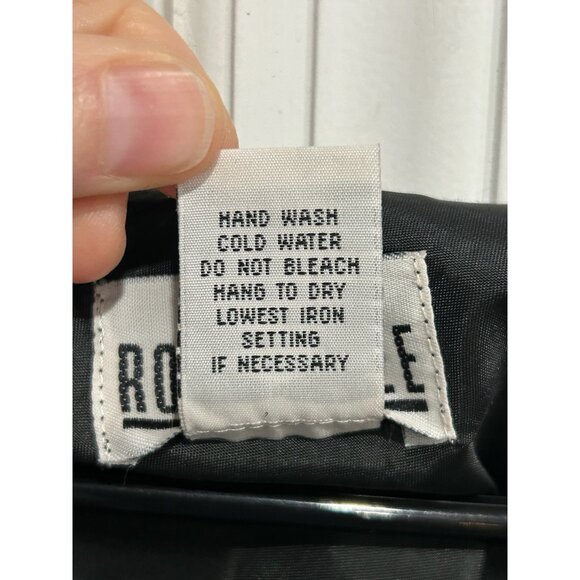 HAND WASH
COLD WATER
DO NOT BLEACH
HANG TO DRY
LOWEST IRON
SETTING
IF NECESSARY